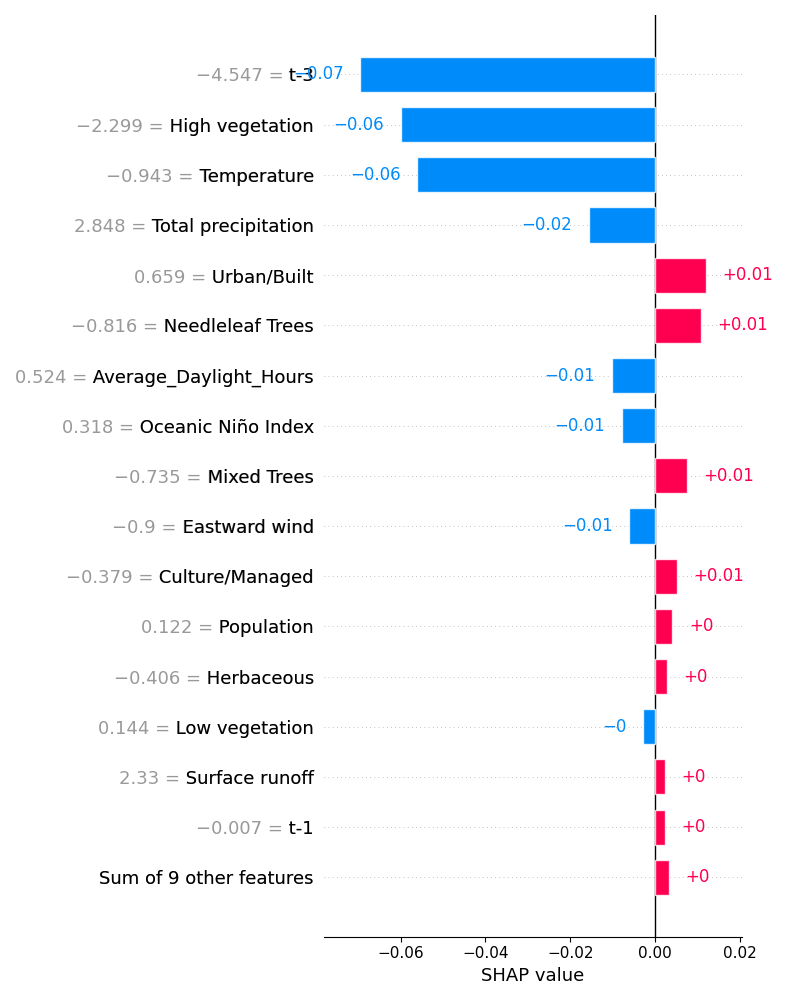 −4.547 = t-3 −0.07
−2.299 = High vegetation −0.06
−0.943 = Temperature −0.06
2.848 = Total precipitation −0.02
0.659 = Urban/Built +0.01
−0.816 = Needleleaf Trees +0.01
0.524 = Average_Daylight_Hours −0.01
0.318 = Oceanic Niño Index −0.01
−0.735 = Mixed Trees +0.01
−0.9 = Eastward wind −0.01
−0.379 = Culture/Managed +0.01
0.122 = Population +0
−0.406 = Herbaceous +0
0.144 = Low vegetation −0
2.33 = Surface runoff +0
−0.007 = t-1 +0
Sum of 9 other features +0
−0.06 −0.04 −0.02 0.00 0.02
SHAP value